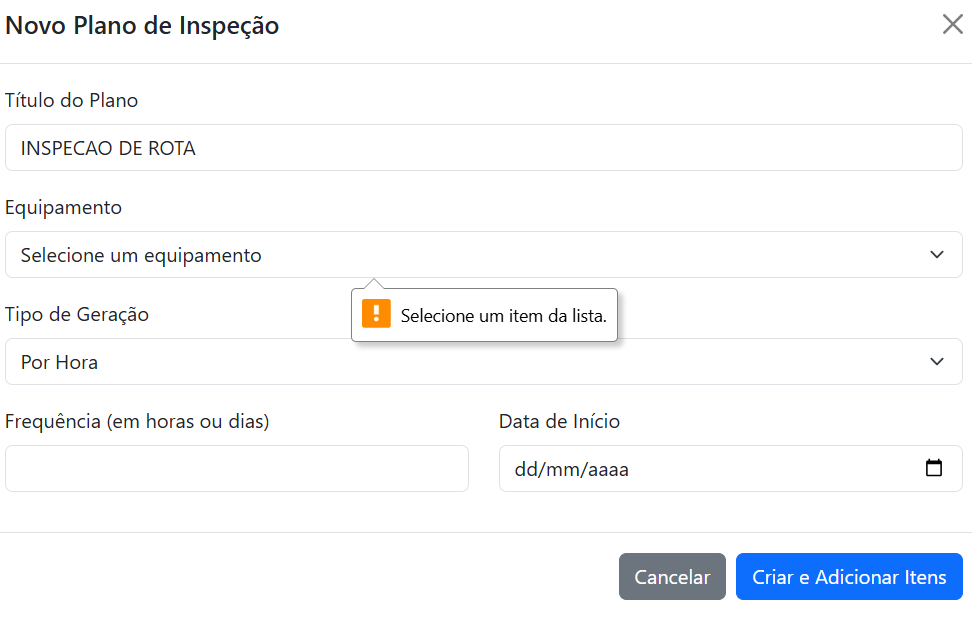 Novo Plano de Inspeção
Título do Plano
INSPECAO DE ROTA
Equipamento
Selecione um equipamento
Selecione um item da lista.
Tipo de Geração
Por Hora
Frequência (em horas ou dias)
Data de Início
dd/mm/aaaa
Cancelar
Criar e Adicionar Itens